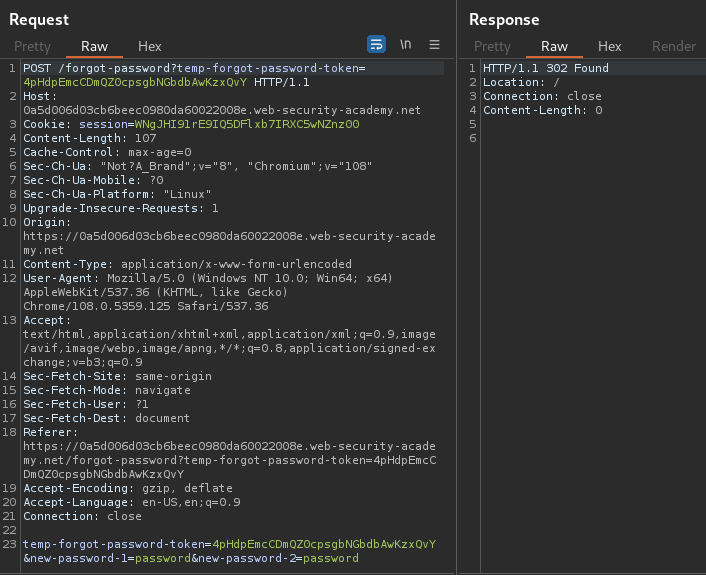 Request
Response
Pretty Raw Hex
\n
Pretty Raw Hex Render
1 POST /forgot-password?temp-forgot-password-token=
4pHdpEmcCDmQZOcpsgbNGbdbAwKzxQvY HTTP/1.1
2 Host:
0a5d006d03cb6beec0980da60022008e.web-security-academy.net
3 Cookie: session=WNgJHI91rE9IQ5DFlxb7IRXC5wNZnz00
4 Content-Length: 107
5 Cache-Control: max-age=0
6 Sec-Ch-Ua: "Not?A_Brand";v="8", "Chromium";v="108"
7 Sec-Ch-Ua-Mobile: ?0
8 Sec-Ch-Ua-Platform: "Linux"
9 Upgrade-Insecure-Requests: 1
10 Origin:
https://0a5d006d03cb6beec0980da60022008e.web-security-acade
my.net
11 Content-Type: application/x-www-form-urlencoded
12 User-Agent: Mozilla/5.0 (Windows NT 10.0; Win64; x64)
AppleWebKit/537.36 (KHTML, like Gecko)
Chrome/108.0.5359.125 Safari/537.36
13 Accept:
text/html,application/xhtml+xml,application/xml;q=0.9,image
/avif,image/webp,image/apng,*/*;q=0.8,application/signed-ex
change;v=b3;q=0.9
14 Sec-Fetch-Site: same-origin
15 Sec-Fetch-Mode: navigate
16 Sec-Fetch-User: ?1
17 Sec-Fetch-Dest: document
18 Referer:
https://0a5d006d03cb6beec0980da60022008e.web-security-acade
my.net/forgot-password?temp-forgot-password-token=4pHdpEmcC
DmQZOcpsgbNGbdbAwKzxQvY
19 Accept-Encoding: gzip, deflate
20 Accept-Language: en-US,en;q=0.9
21 Connection: close
22
23 temp-forgot-password-token=4pHdpEmcCDmQZOcpsgbNGbdbAwKzxQvY
&new-password-1=password&new-password-2=password
1 HTTP/1.1 302 Found
2 Location: /
3 Connection: close
4 Content-Length: 0
5
6